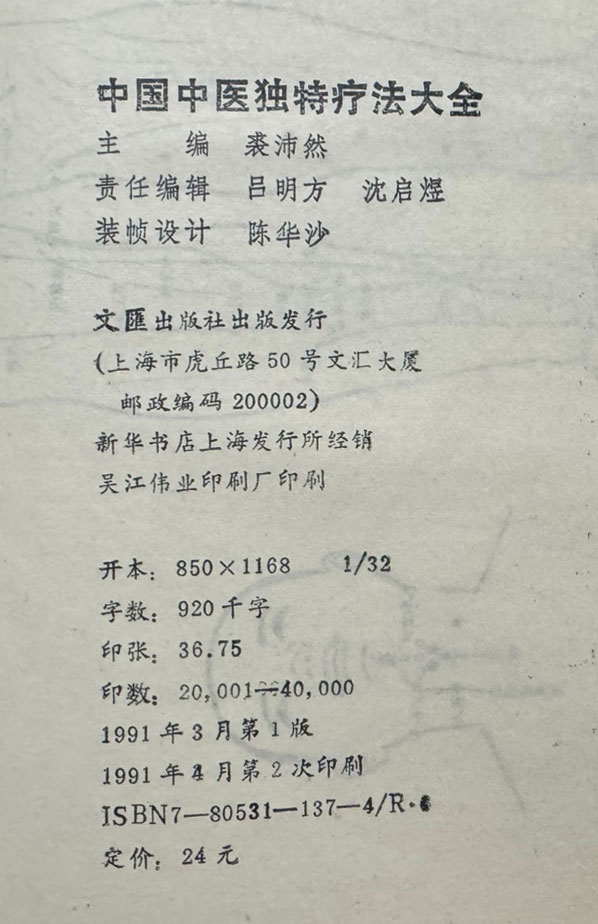 中国中医独特疗法大全
主 编 裘沛然
责任编辑 吕明方 沈启煜
装帧设计 陈华沙
文匯出版社出版发行
(上海市虎丘路50号文汇大厦
邮政编码200002)
新华书店上海发行所经销
吴江伟业印刷厂印刷
开本：850×1168 1/32
字数：920千字
印张：36.75
印数：20,001—40,000
1991年3月第1版
1991年4月第2次印刷
ISBN7—80531—137—4/R·
定价：24元